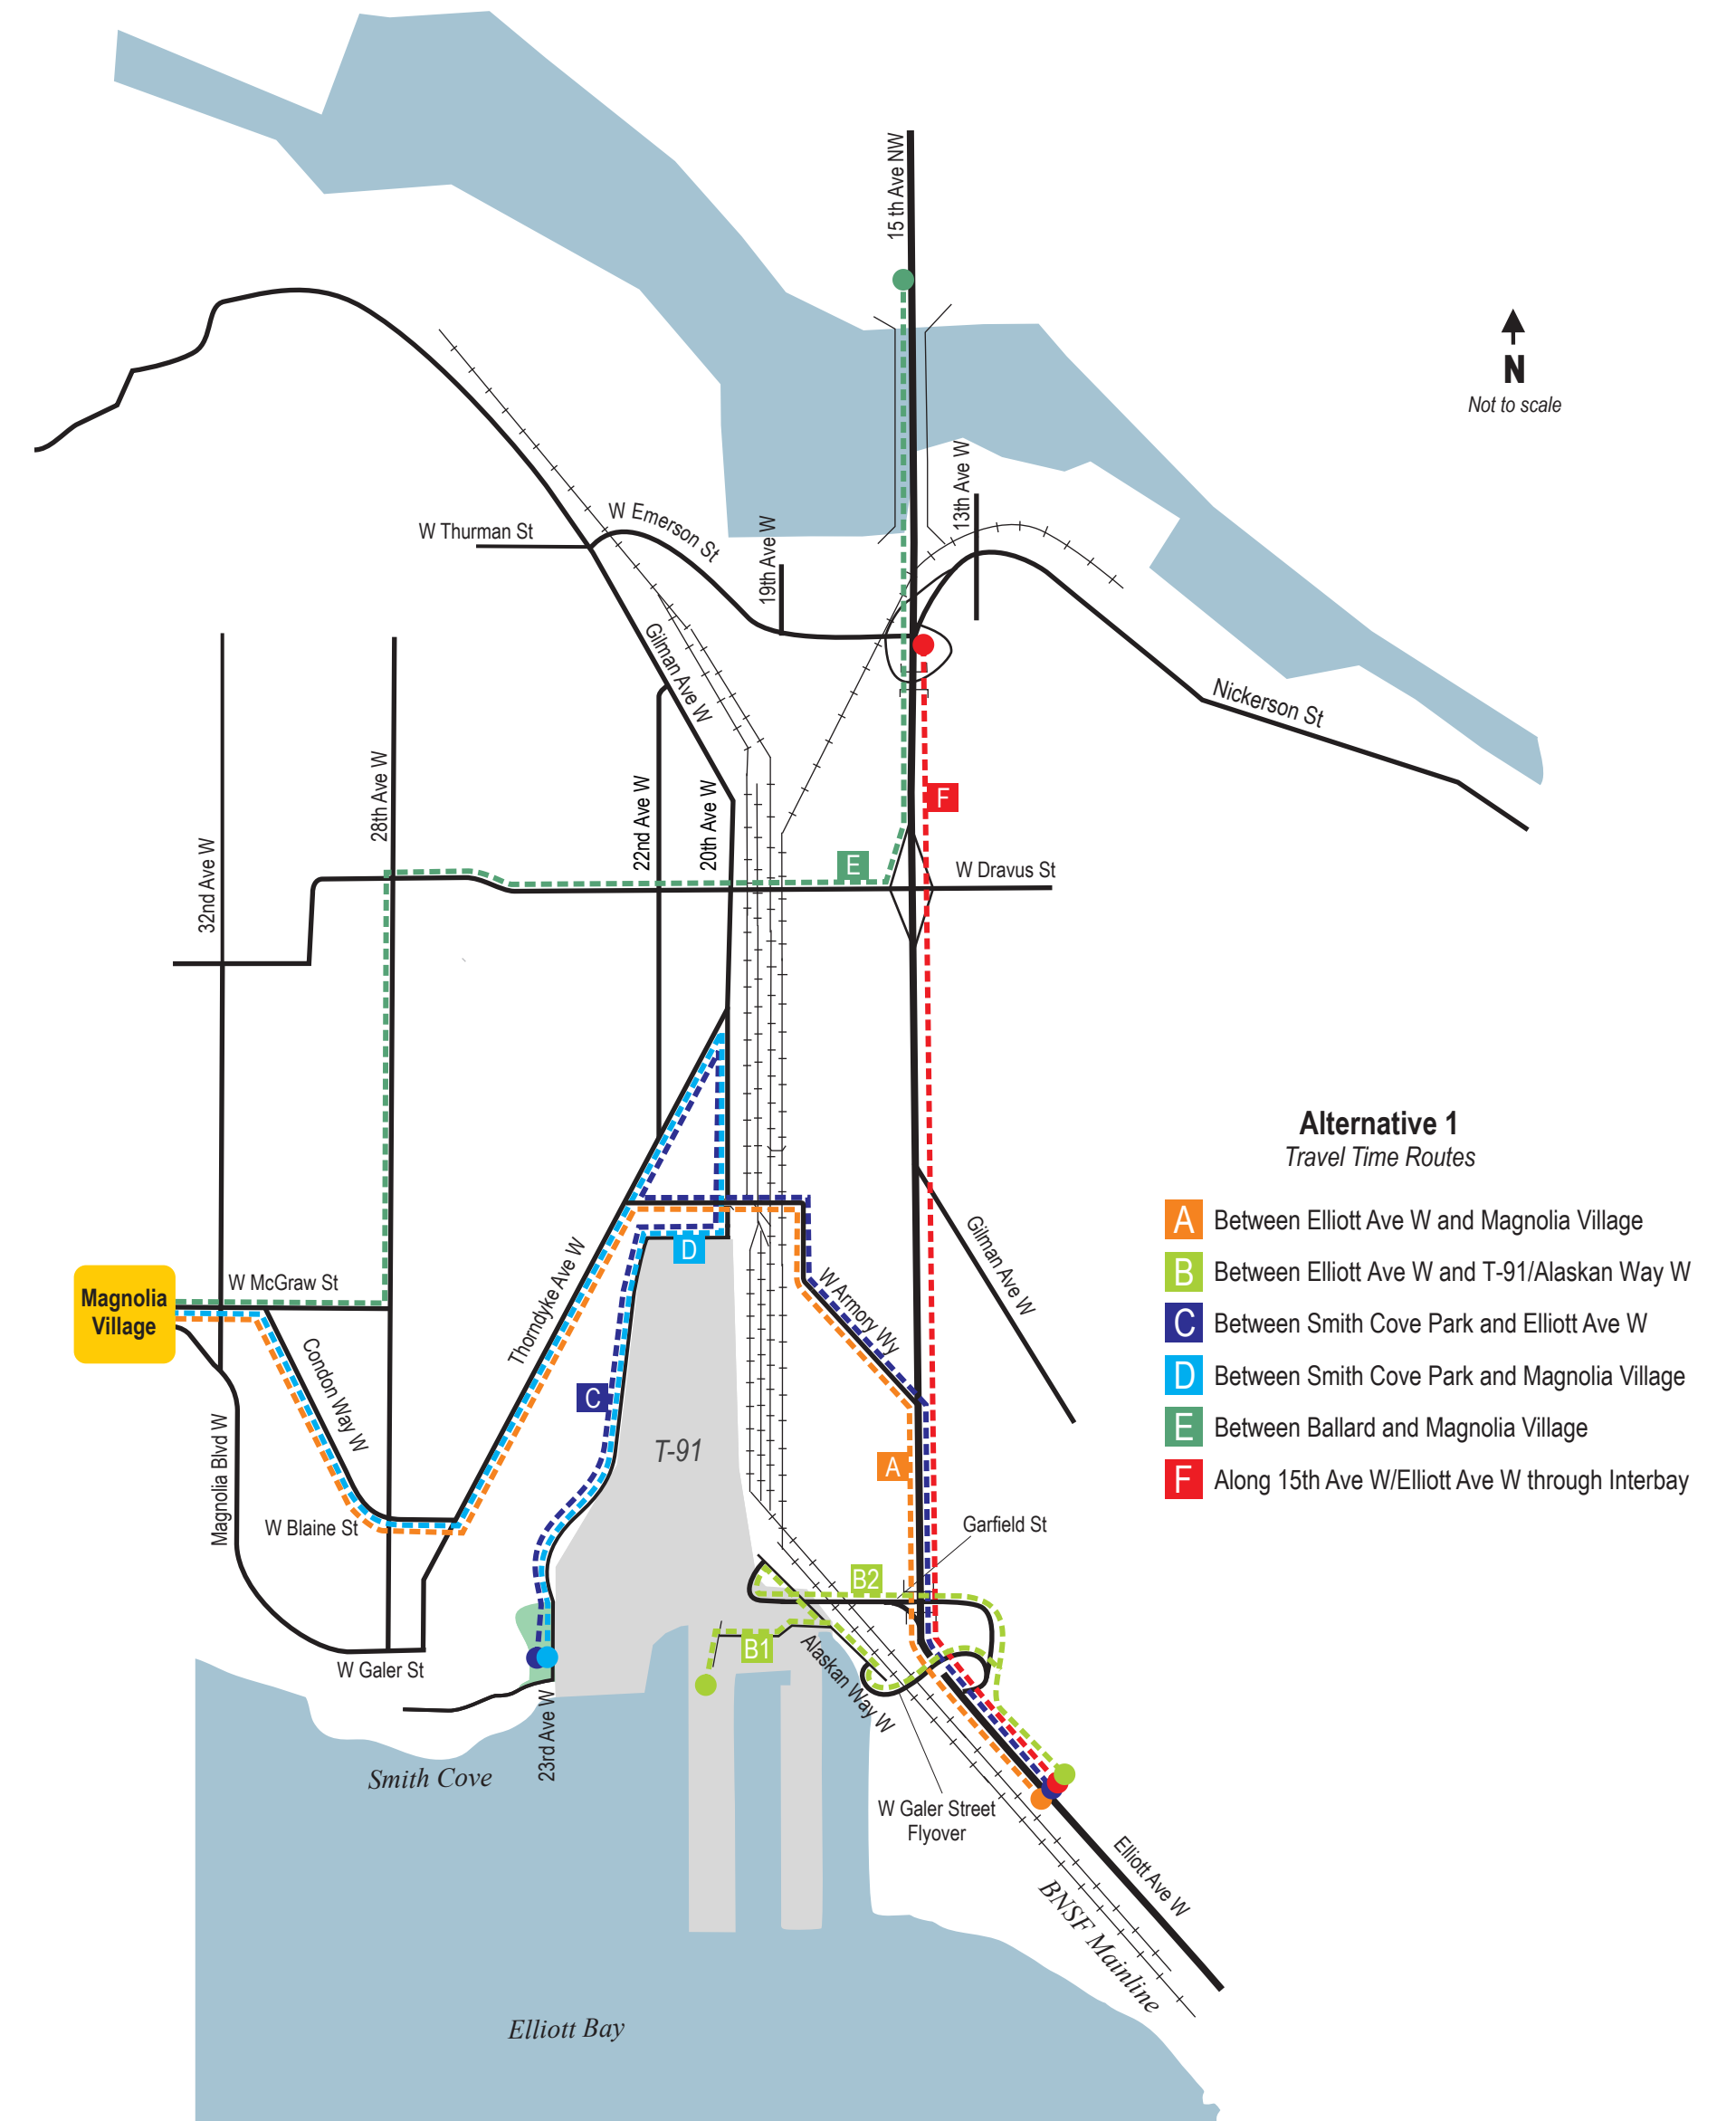 15 th Ave NW
N
Not to scale
13th Ave W
W Emerson St
W Thurman St
19th Ave W
Gilman Ave W
Nickerson St
28th Ave W
22nd Ave W
20th Ave W
F
32nd Ave W
E
W Dravus St
Alternative 1
Travel Time Routes
A Between Elliott Ave W and Magnolia Village
B Between Elliott Ave W and T-91/Alaskan Way W
C Between Smith Cove Park and Elliott Ave W
D Between Smith Cove Park and Magnolia Village
E Between Ballard and Magnolia Village
F Along 15th Ave W/Elliott Ave W through Interbay
Gilman Ave W
D
W McGraw St
Magnolia
Village
Thorndyke Ave W
W Armory Wy
Condon Way W
C
T-91
A
Magnolia Blvd W
W Blaine St
Garfield St
B2
B1
Alaskan Way W
W Galer St
23rd Ave W
Smith Cove
W Galer Street
Flyover
Elliott Ave W
BNSF Mainline
Elliott Bay